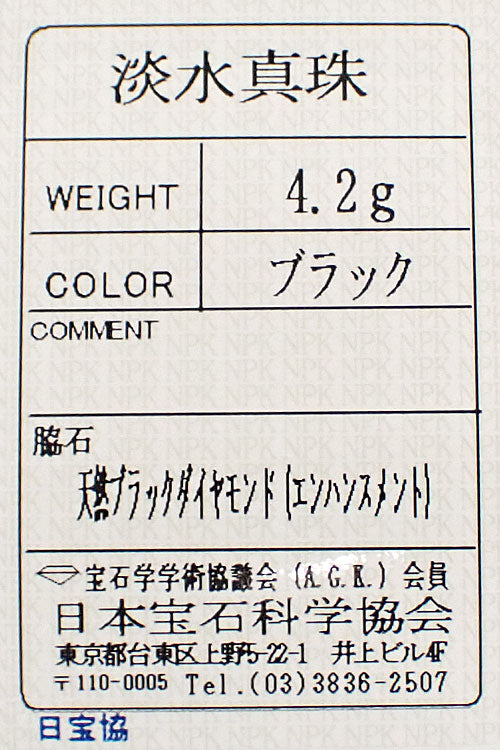 淡水真珠
WEIGHT 4.2g
COLOR ブラック
COMMENT
脇石
天然ブラックダイヤモンド(エンハンスメント)
宝石学学術協議会(A.G.K.)会員
日本宝石科学協会
東京都台東区上野5-22-1 井上ビル4F
〒110-0005 Tel.(03)3836-2507
日宝協